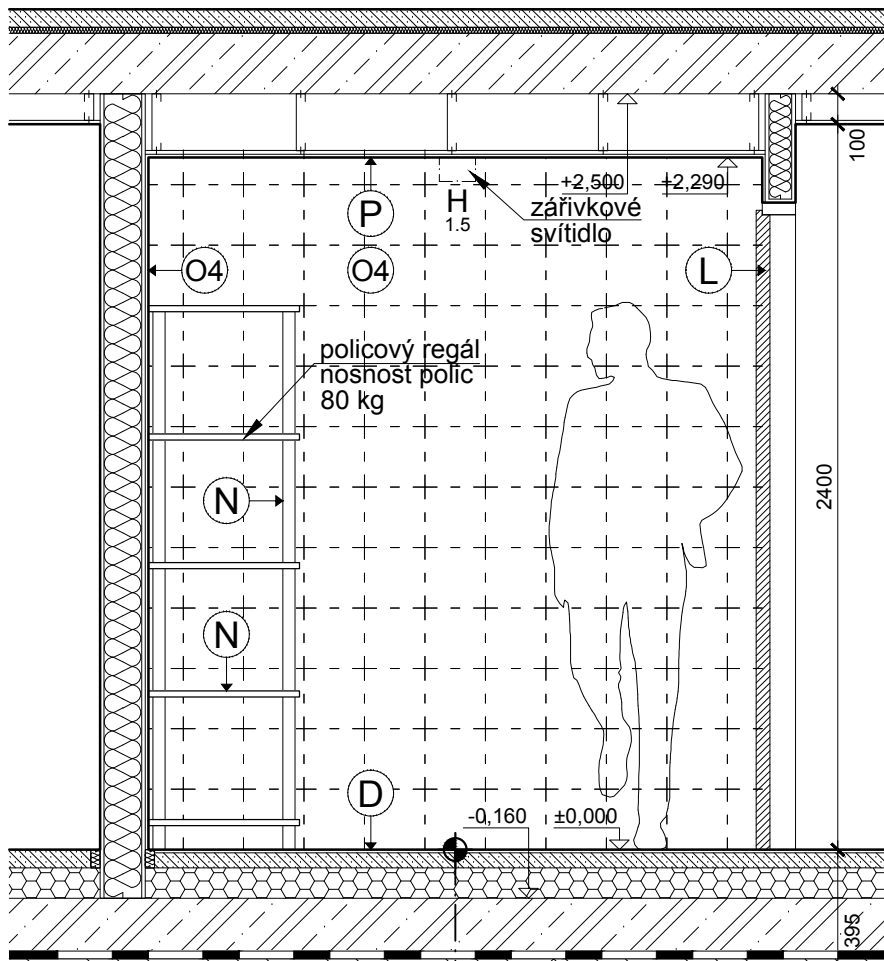 100
+2,500
+2,290
P
H
1.5
zářivkové
svítidlo
O4
O4
L
policový regál
nosnost polic
80 kg
N
2400
N
D
-0,160
±0,000
395